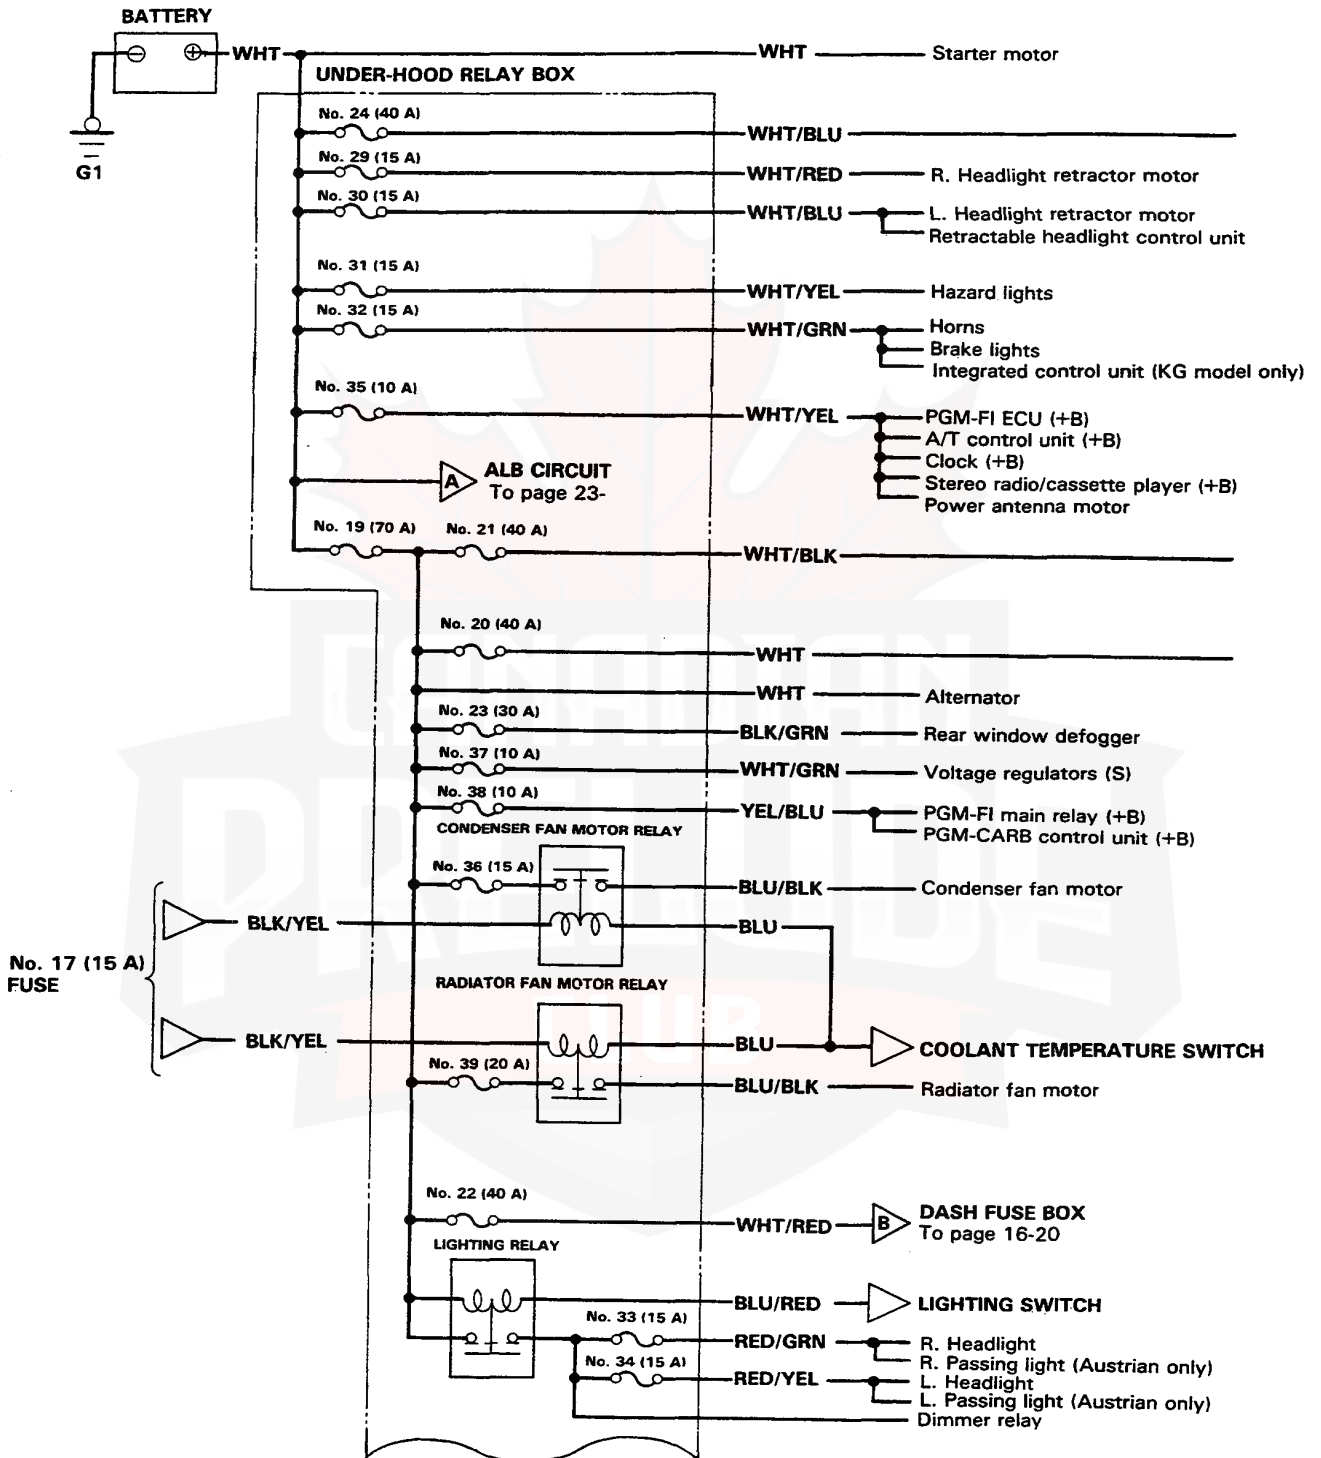 BATTERY
WHT
WHT
Starter motor
UNDER-HOOD RELAY BOX
G1
No. 24 (40 A)
WHT/BLU
No. 29 (15 A)
WHT/RED
R. Headlight retractor motor
No. 30 (15 A)
WHT/BLU
L. Headlight retractor motor
Retractable headlight control unit
No. 31 (15 A)
WHT/YEL
Hazard lights
No. 32 (15 A)
WHT/GRN
Horns
Brake lights
Integrated control unit (KG model only)
No. 35 (10 A)
WHT/YEL
PGM-FI ECU (+B)
A/T control unit (+B)
Clock (+B)
Stereo radio/cassette player (+B)
Power antenna motor
A
ALB CIRCUIT
To page 23-
No. 19 (70 A)
No. 21 (40 A)
WHT/BLK
No. 20 (40 A)
WHT
WHT
Alternator
No. 23 (30 A)
BLK/GRN
Rear window defogger
No. 37 (10 A)
WHT/GRN
Voltage regulators (S)
No. 38 (10 A)
YEL/BLU
PGM-FI main relay (+B)
PGM-CARB control unit (+B)
CONDENSER FAN MOTOR RELAY
No. 36 (15 A)
BLU/BLK
Condenser fan motor
BLK/YEL
BLU
No. 17 (15 A)
FUSE
RADIATOR FAN MOTOR RELAY
BLK/YEL
BLU
COOLANT TEMPERATURE SWITCH
No. 39 (20 A)
BLU/BLK
Radiator fan motor
No. 22 (40 A)
WHT/RED
B
DASH FUSE BOX
To page 16-20
LIGHTING RELAY
BLU/RED
LIGHTING SWITCH
No. 33 (15 A)
RED/GRN
R. Headlight
R. Passing light (Austrian only)
No. 34 (15 A)
RED/YEL
L. Headlight
L. Passing light (Austrian only)
Dimmer relay
CANADIAN
PRELUDE
CLUB